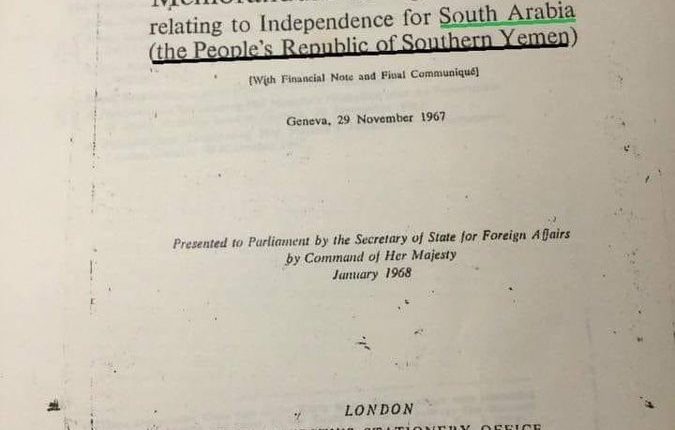 relating to Independence for South Arabia
(the People's Republic of Southern Yemen)
[With Financial Note and Final Communiqué]
Geneva, 29 November 1967
Presented to Parliament by the Secretary of State for Foreign Affairs
by Command of Her Majesty
January 1968
LONDON
STATIONERY OFFICE